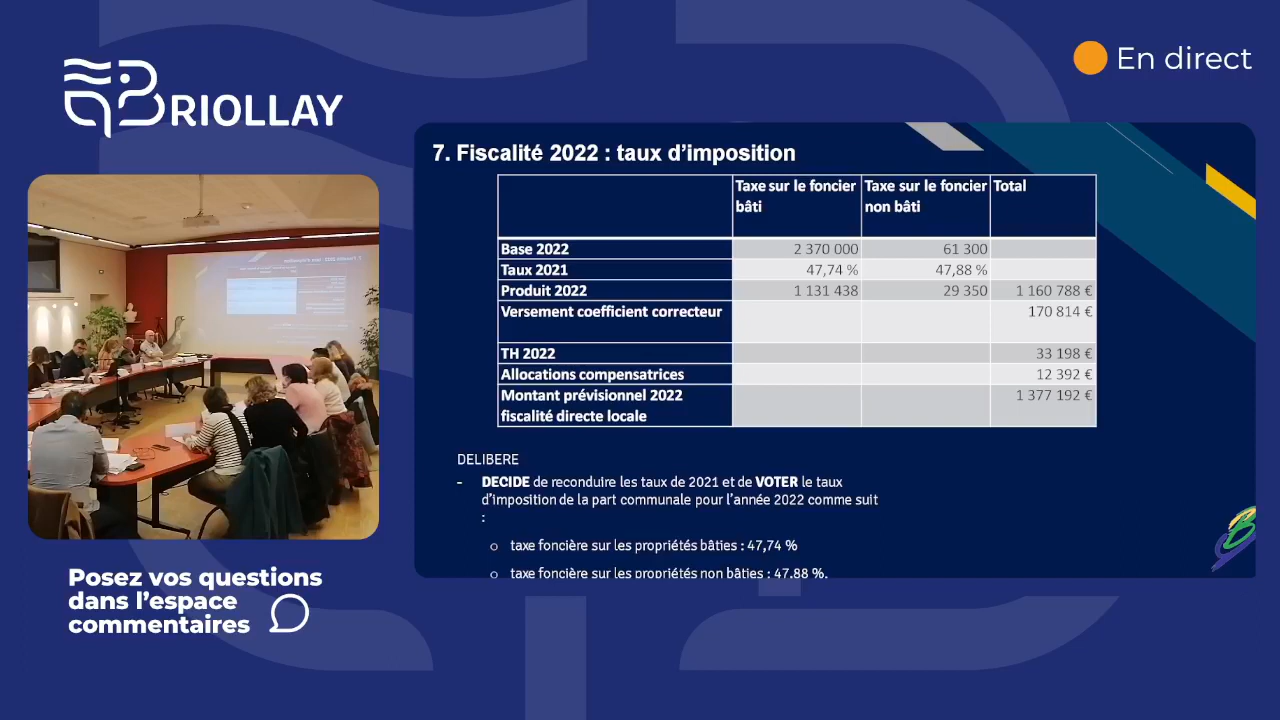 BRIOLLAY
En direct
7. Fiscalité 2022 : taux d'imposition
Taxe sur le foncier bâti Taxe sur le foncier non bâti Total
Base 2022 2 370 000 61 300
Taux 2021 47,74 % 47,88 %
Produit 2022 1 131 438 29 350 1 160 788 €
Versement coefficient correcteur 170 814 €
TH 2022 33 198 €
Allocations compensatrices 12 392 €
Montant prévisionnel 2022 fiscalité directe locale 1 377 192 €
DELIBERE
- DECIDE de reconduire les taux de 2021 et de VOTER le taux
d'imposition de la part communale pour l'année 2022 comme suit
:
o taxe foncière sur les propriétés bâties : 47,74 %
o taxe foncière sur les propriétés non bâties : 47,88 %.
Posez vos questions
dans l'espace
commentaires